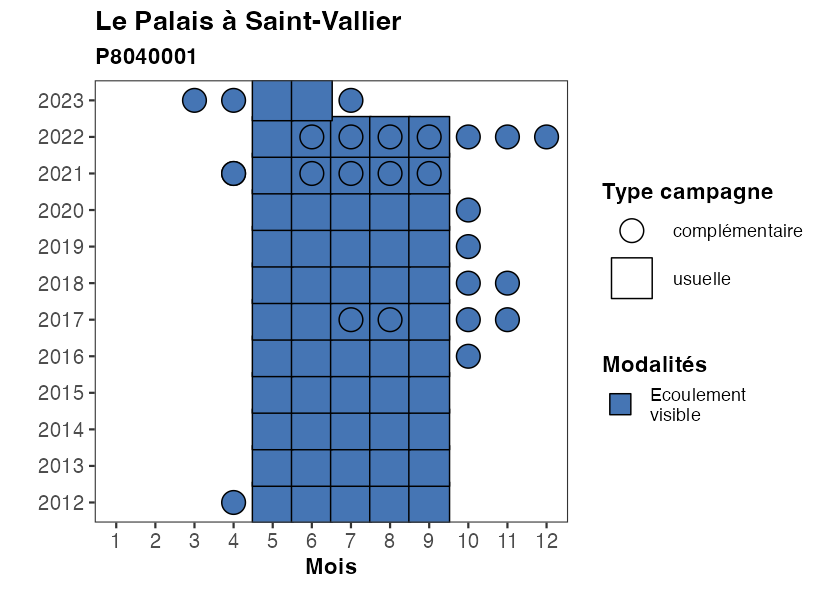 Le Palais à Saint-Vallier
P8040001
2023
2022
2021
2020
2019
2018
2017
2016
2015
2014
2013
2012
1 2 3 4 5 6 7 8 9 10 11 12
Mois
Type campagne
complémentaire
usuelle
Modalités
Ecoulement
visible